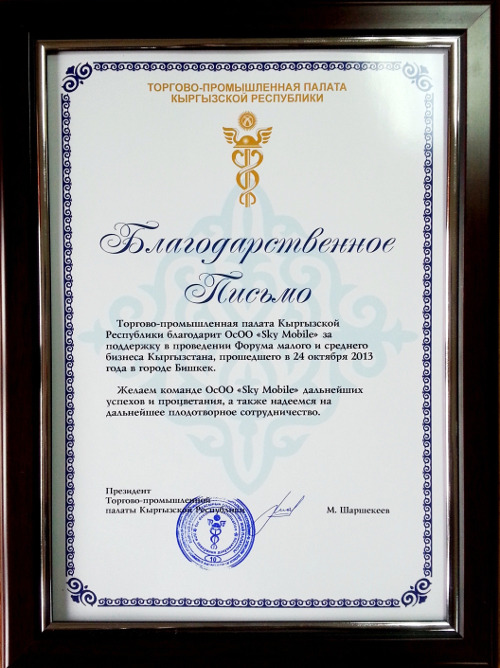 ТОРГОВО-ПРОМЫШЛЕННАЯ ПАЛАТА
КЫРГЫЗСКОЙ РЕСПУБЛИКИ
Благодарственное
Письмо
Торгово-промышленная палата Кыргызской
Республики благодарит ОсОО «Sky Mobile» за
поддержку в проведении Форума малого и среднего
бизнеса Кыргызстана, прошедшего в 24 октября 2013
года в городе Бишкек.
Желаем команде ОсОО «Sky Mobile» дальнейших
успехов и процветания, а также надеемся на
дальнейшее плодотворное сотрудничество.
Президент
Торгово-промышленной
палаты Кыргызской Республики
М. Шаршекеев